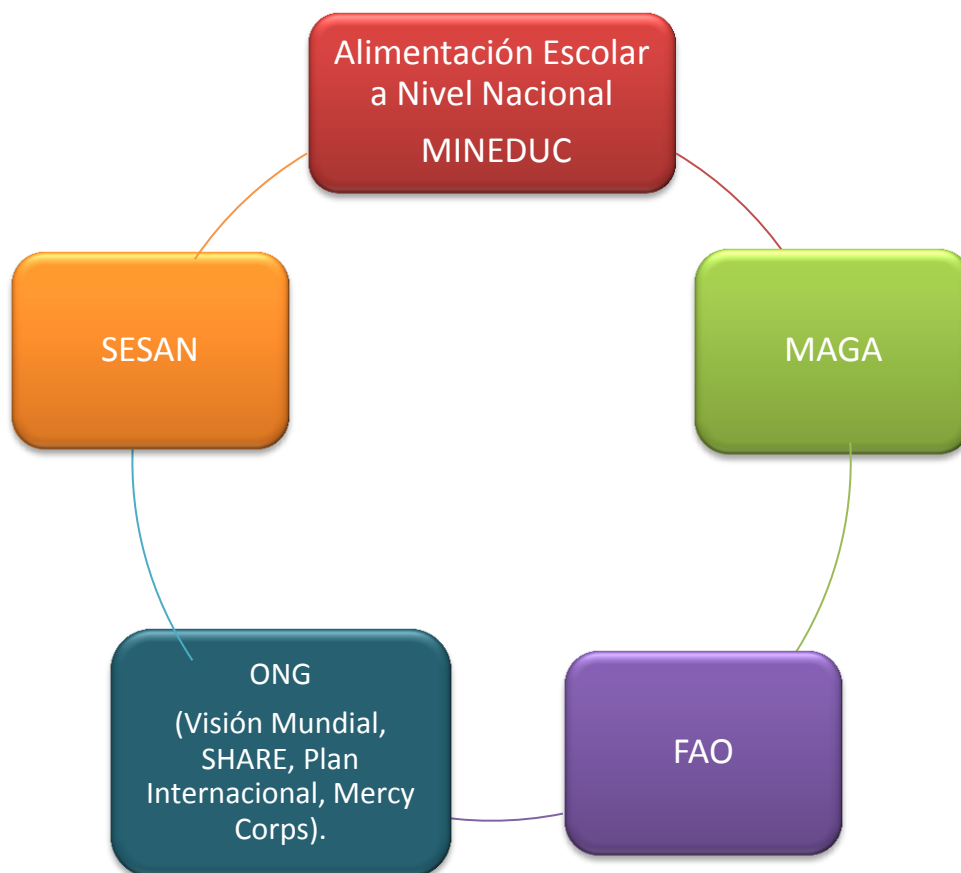 Alimentación Escolar
a Nivel Nacional
MINEDUC
SESAN
MAGA
ONG
(Visión Mundial,
SHARE, Plan
Internacional, Mercy
Corps).
FAO